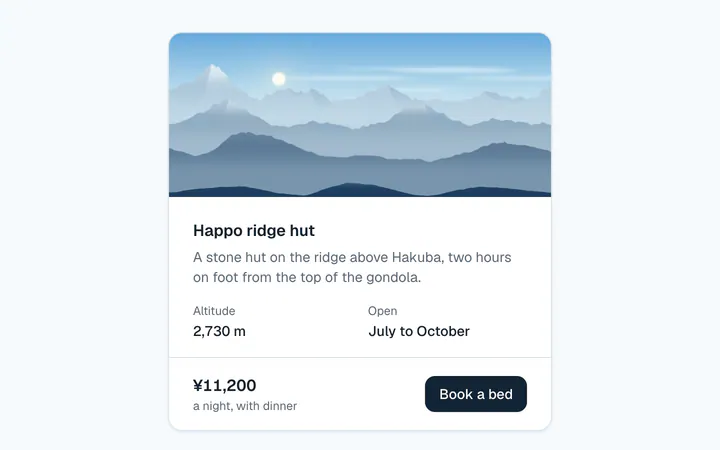 Happo ridge hut
A stone hut on the ridge above Hakuba, two hours
on foot from the top of the gondola.
Altitude
2,730 m
Open
July to October
¥11,200
a night, with dinner
Book a bed